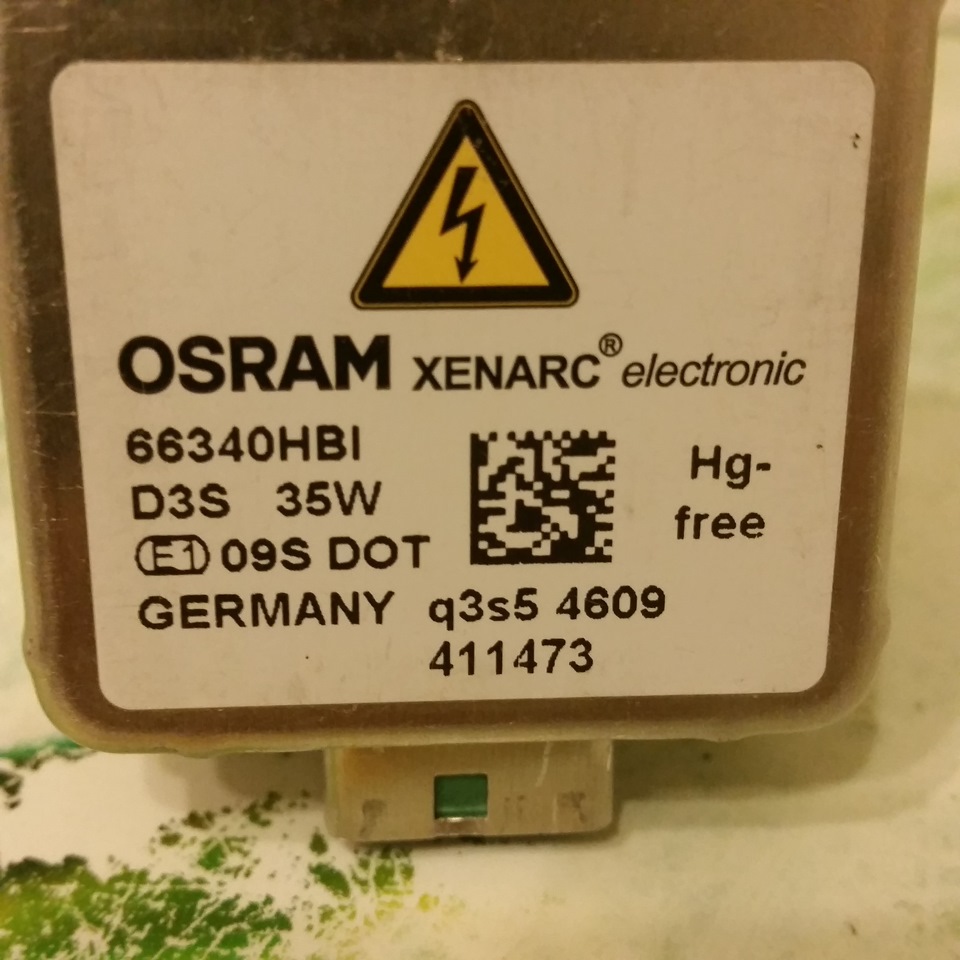 OSRAM XENARC® electronic
66340HBI
D3S 35W
Hg-
free
E1 09S DOT
GERMANY q3s5 4609
411473